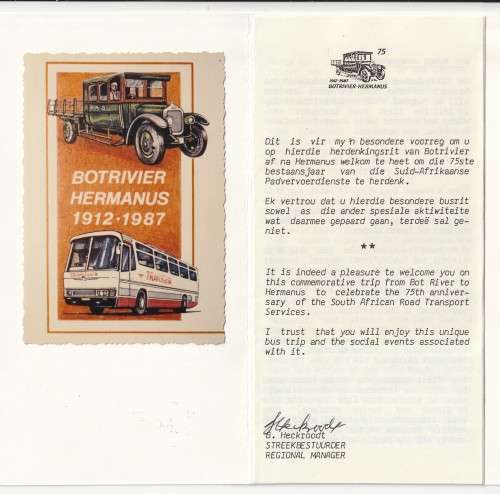 BOTRIVIER
HERMANUS
1912·1987
75
1912-1987
BOTRIVIER-HERMANUS
Dit is vir my 'n besondere voorreg om u
op hierdie herdenkingsrit van Botrivier
af na Hermanus welkom te heet om die 75ste
bestaansjaar van die Suid-Afrikaanse
Padvervoerdienste te herdenk.
Ek vertrou dat u hierdie besondere busrit
sowel as die ander spesiale aktiwiteite
wat daarmee gepaard gaan, terdeë sal ge-
niet.
**
It is indeed a pleasure to welcome you on
this commemorative trip from Bot River to
Hermanus to celebrate the 75th anniver-
sary of the South African Road Transport
Services.
I trust that you will enjoy this unique
bus trip and the social events associated
with it.
B. Heckroodt
STREEKBESTUURDER
REGIONAL MANAGER